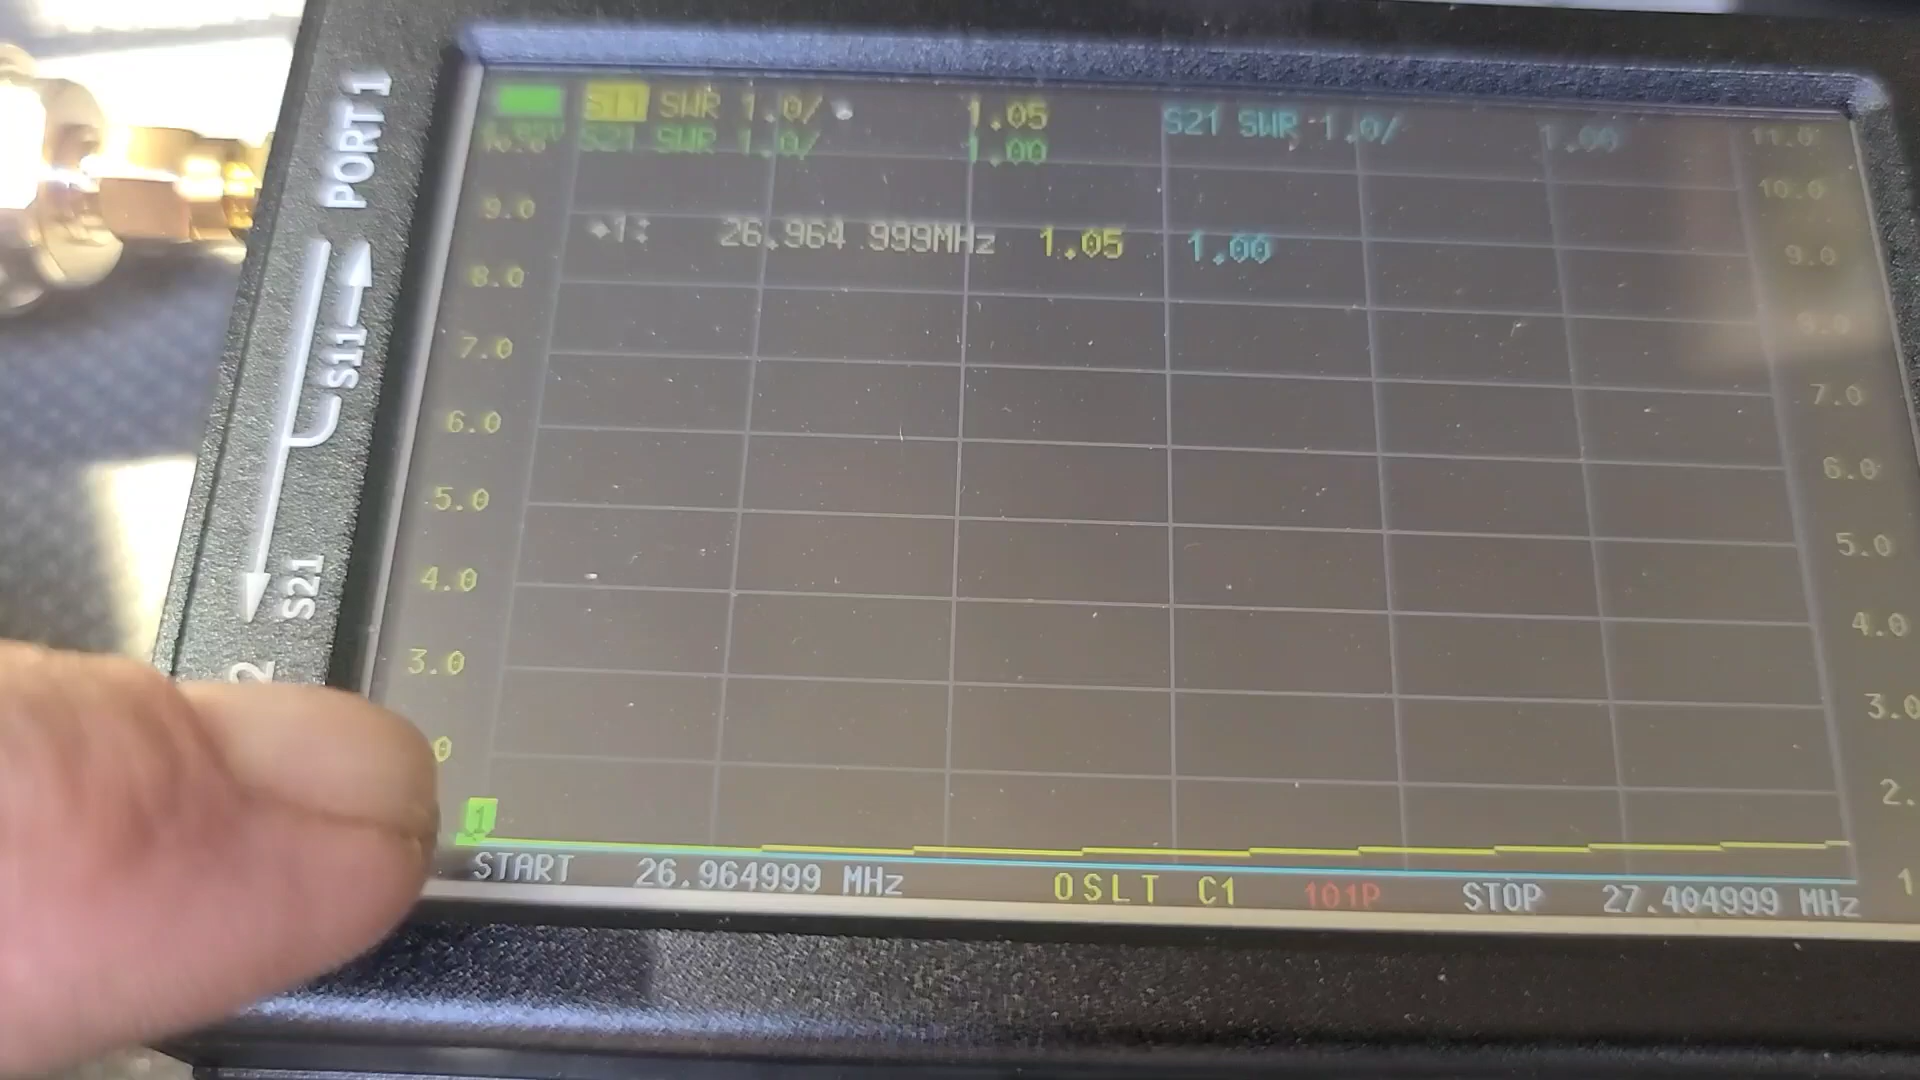 PORT 1
S11
S21
2
S11 SWR 1.0/ 1.05 S21 SWR 1.0/ 1.00
S21 SWR 1.0/ 1.00
11.0
10.0
9.0 9.0
8.0 8.0
7.0 7.0
6.0 6.0
5.0 5.0
4.0 4.0
3.0 3.0
0 2.
1 1
1: 26.964 999MHz 1.05 1.00
START 26.964999 MHz OSLT C1 101P STOP 27.404999 MHz